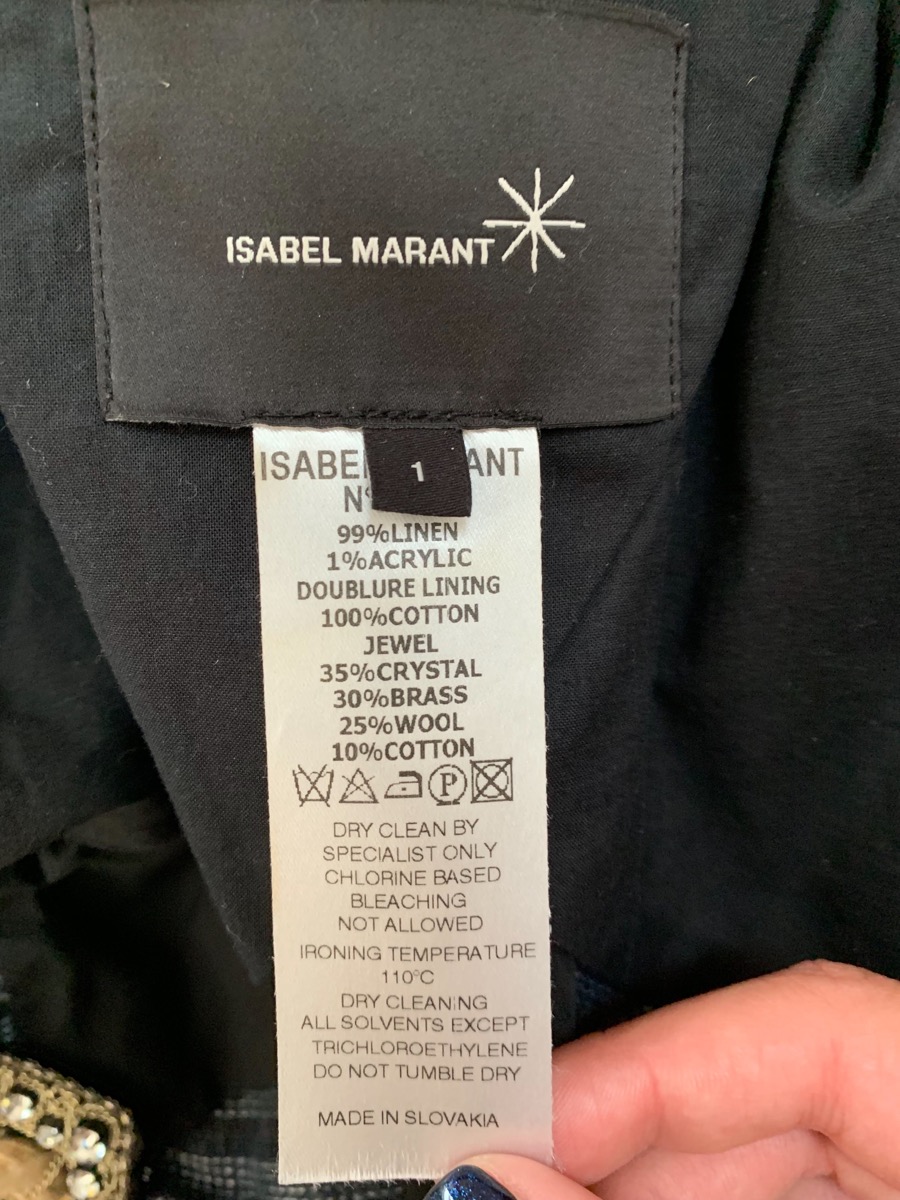 ISABEL MARANT
1
99%LINEN
1%ACRYLIC
DOUBLURE LINING
100%COTTON
JEWEL
35%CRYSTAL
30%BRASS
25%WOOL
10%COTTON
P
DRY CLEAN BY
SPECIALIST ONLY
CHLORINE BASED
BLEACHING
NOT ALLOWED
IRONING TEMPERATURE
110°C
DRY CLEANING
ALL SOLVENTS EXCEPT
TRICHLOROETHYLENE
DO NOT TUMBLE DRY
MADE IN SLOVAKIA